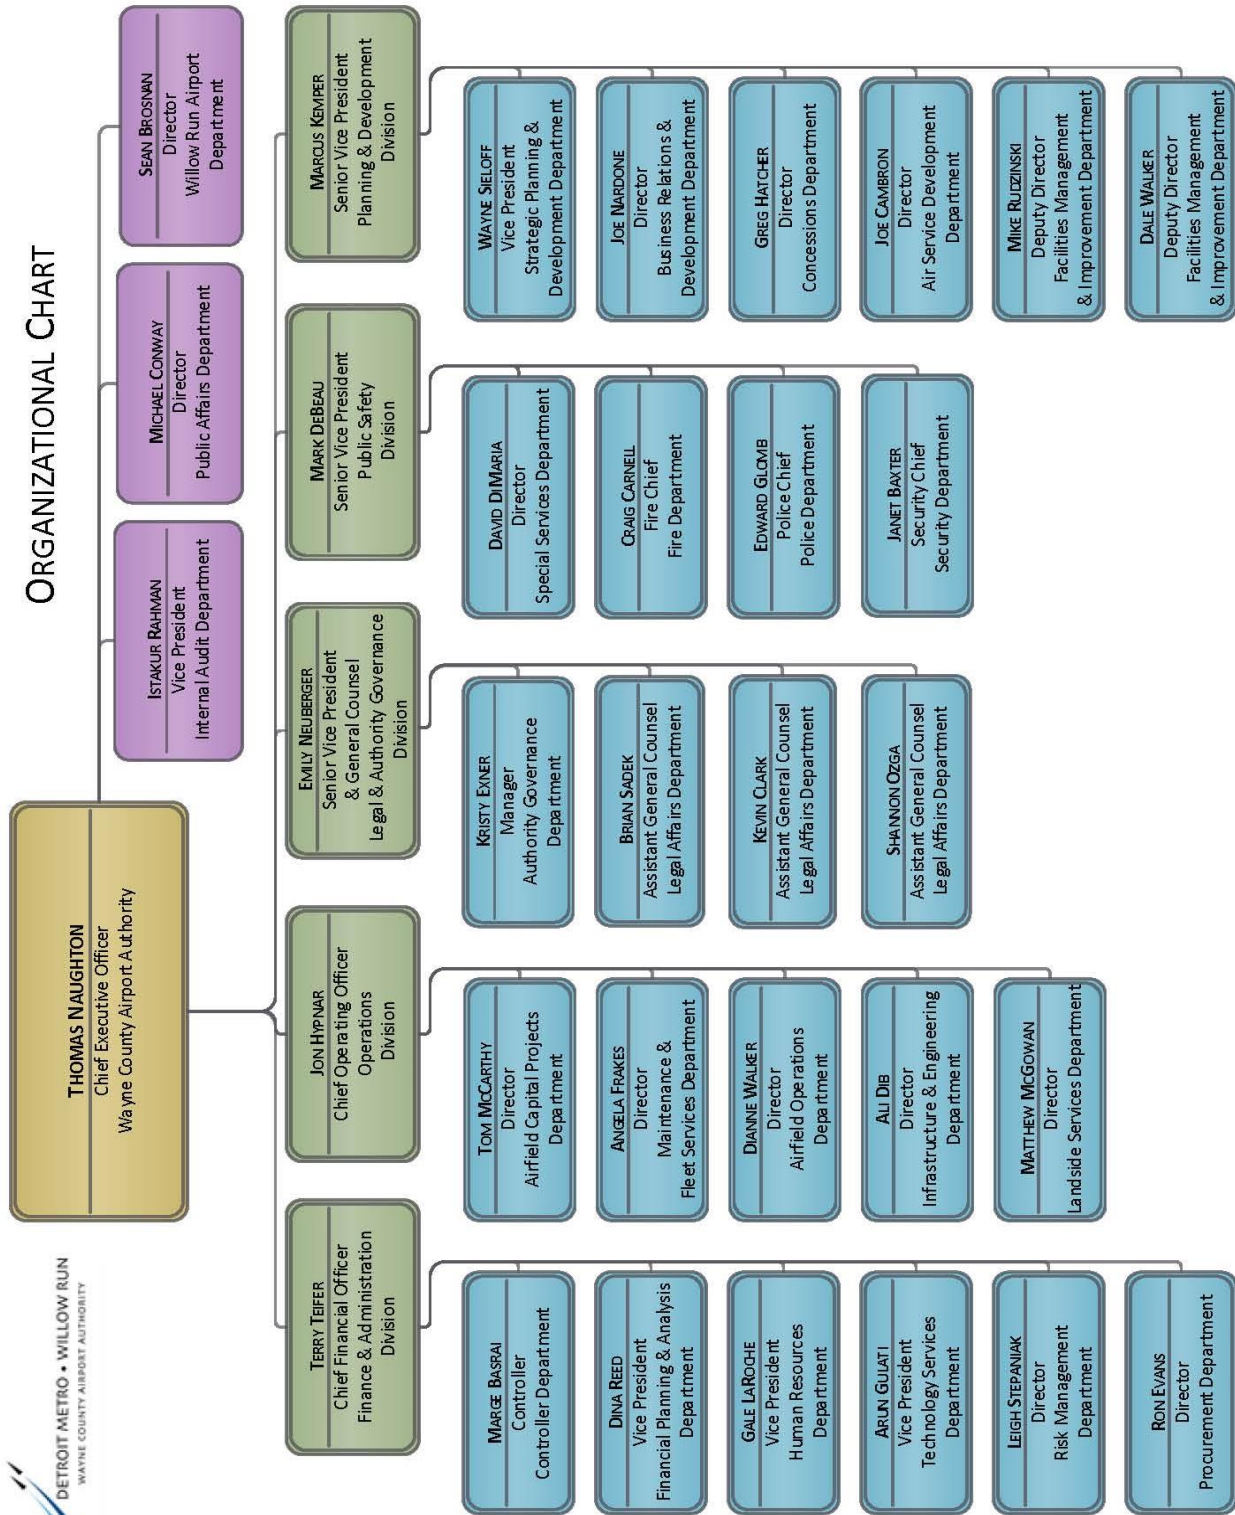 DETROIT METRO • WILLOW RUN
WAYNE COUNTY AIRPORT AUTHORITY
ORGANIZATIONAL CHART
THOMAS NAUGHTON
Chief Executive Officer
Wayne County Airport Authority
ISTAKUR RAHMAN
Vice President
Internal Audit Department
MICHAEL CONWAY
Director
Public Affairs Department
SEAN BROSNAN
Director
Willow Run Airport
Department
TERRY TEIFER
Chief Financial Officer
Finance & Administration
Division
JON HYPNAR
Chief Operating Officer
Operations
Division
EMILY NEUBERGER
Senior Vice President
& General Counsel
Legal & Authority Governance
Division
MARK DEBEAU
Senior Vice President
Public Safety
Division
MARCUS KEMPER
Senior Vice President
Planning & Development
Division
MARGE BASRAI
Controller
Controller Department
DINA REED
Vice President
Financial Planning & Analysis
Department
GALE LAROCHE
Vice President
Human Resources
Department
ARUN GULATI
Vice President
Technology Services
Department
LEIGH STEPANIAK
Director
Risk Management
Department
RON EVANS
Director
Procurement Department
TOM MCCARTHY
Director
Airfield Capital Projects
Department
ANGELA FRAKES
Director
Maintenance &
Fleet Services Department
DIANNE WALKER
Director
Airfield Operations
Department
ALI DIB
Director
Infrastructure & Engineering
Department
MATTHEW MCGOWAN
Director
Landside Services Department
KRISTY EXNER
Manager
Authority Governance
Department
BRIAN SADEK
Assistant General Counsel
Legal Affairs Department
KEVIN CLARK
Assistant General Counsel
Legal Affairs Department
SHANNON OZGA
Assistant General Counsel
Legal Affairs Department
DAVID DIMARIA
Director
Special Services Department
CRAIG CARNELL
Fire Chief
Fire Department
EDWARD GLOMB
Police Chief
Police Department
JANET BAXTER
Security Chief
Security Department
WAYNE SIELOFF
Vice President
Strategic Planning &
Development Department
JOE NARDONE
Director
Business Relations &
Development Department
GREG HATCHER
Director
Concessions Department
JOE CAMBRON
Director
Air Service Development
Department
MIKE RUDZINSKI
Deputy Director
Facilities Management
& Improvement Department
DALE WALKER
Deputy Director
Facilities Management
& Improvement Department